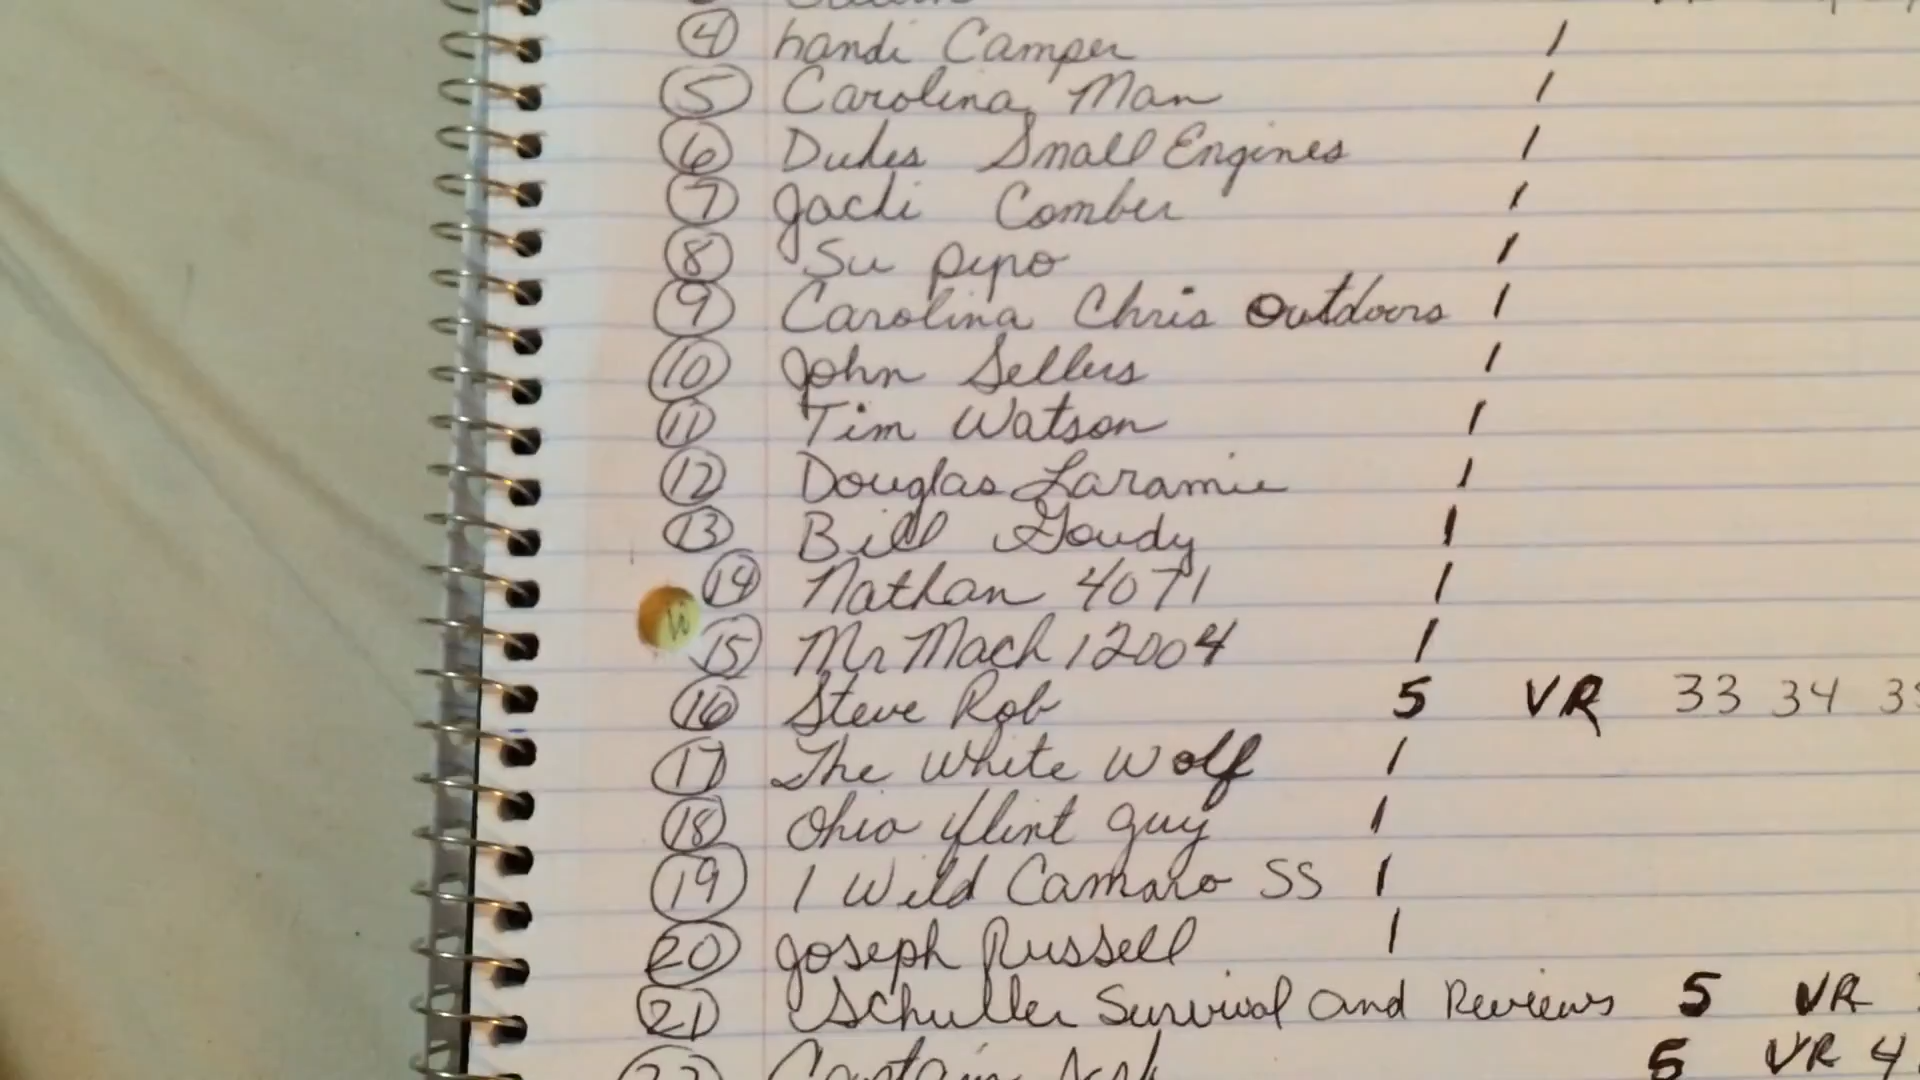 4 handi Camper 1
5 Carolina Man 1
6 Dukes Small Engines 1
7 Jacki Comber 1
8 Su pipo 1
9 Carolina Chris Outdoors 1
10 John Sellers 1
11 Tim Watson 1
12 Douglas Laramie 1
13 Bill Goudy 1
14 Nathan 4071 1
15 Mr Mach 12004 1
16 Steve Rob 5 VR 33 34
17 The White Wolf 1
18 Ohio flint guy 1
19 1 Wild Camaro SS 1
20 Joseph Russell 1
21 Schuller Survival and Reviews 5 VR
Captain 5 VR 4